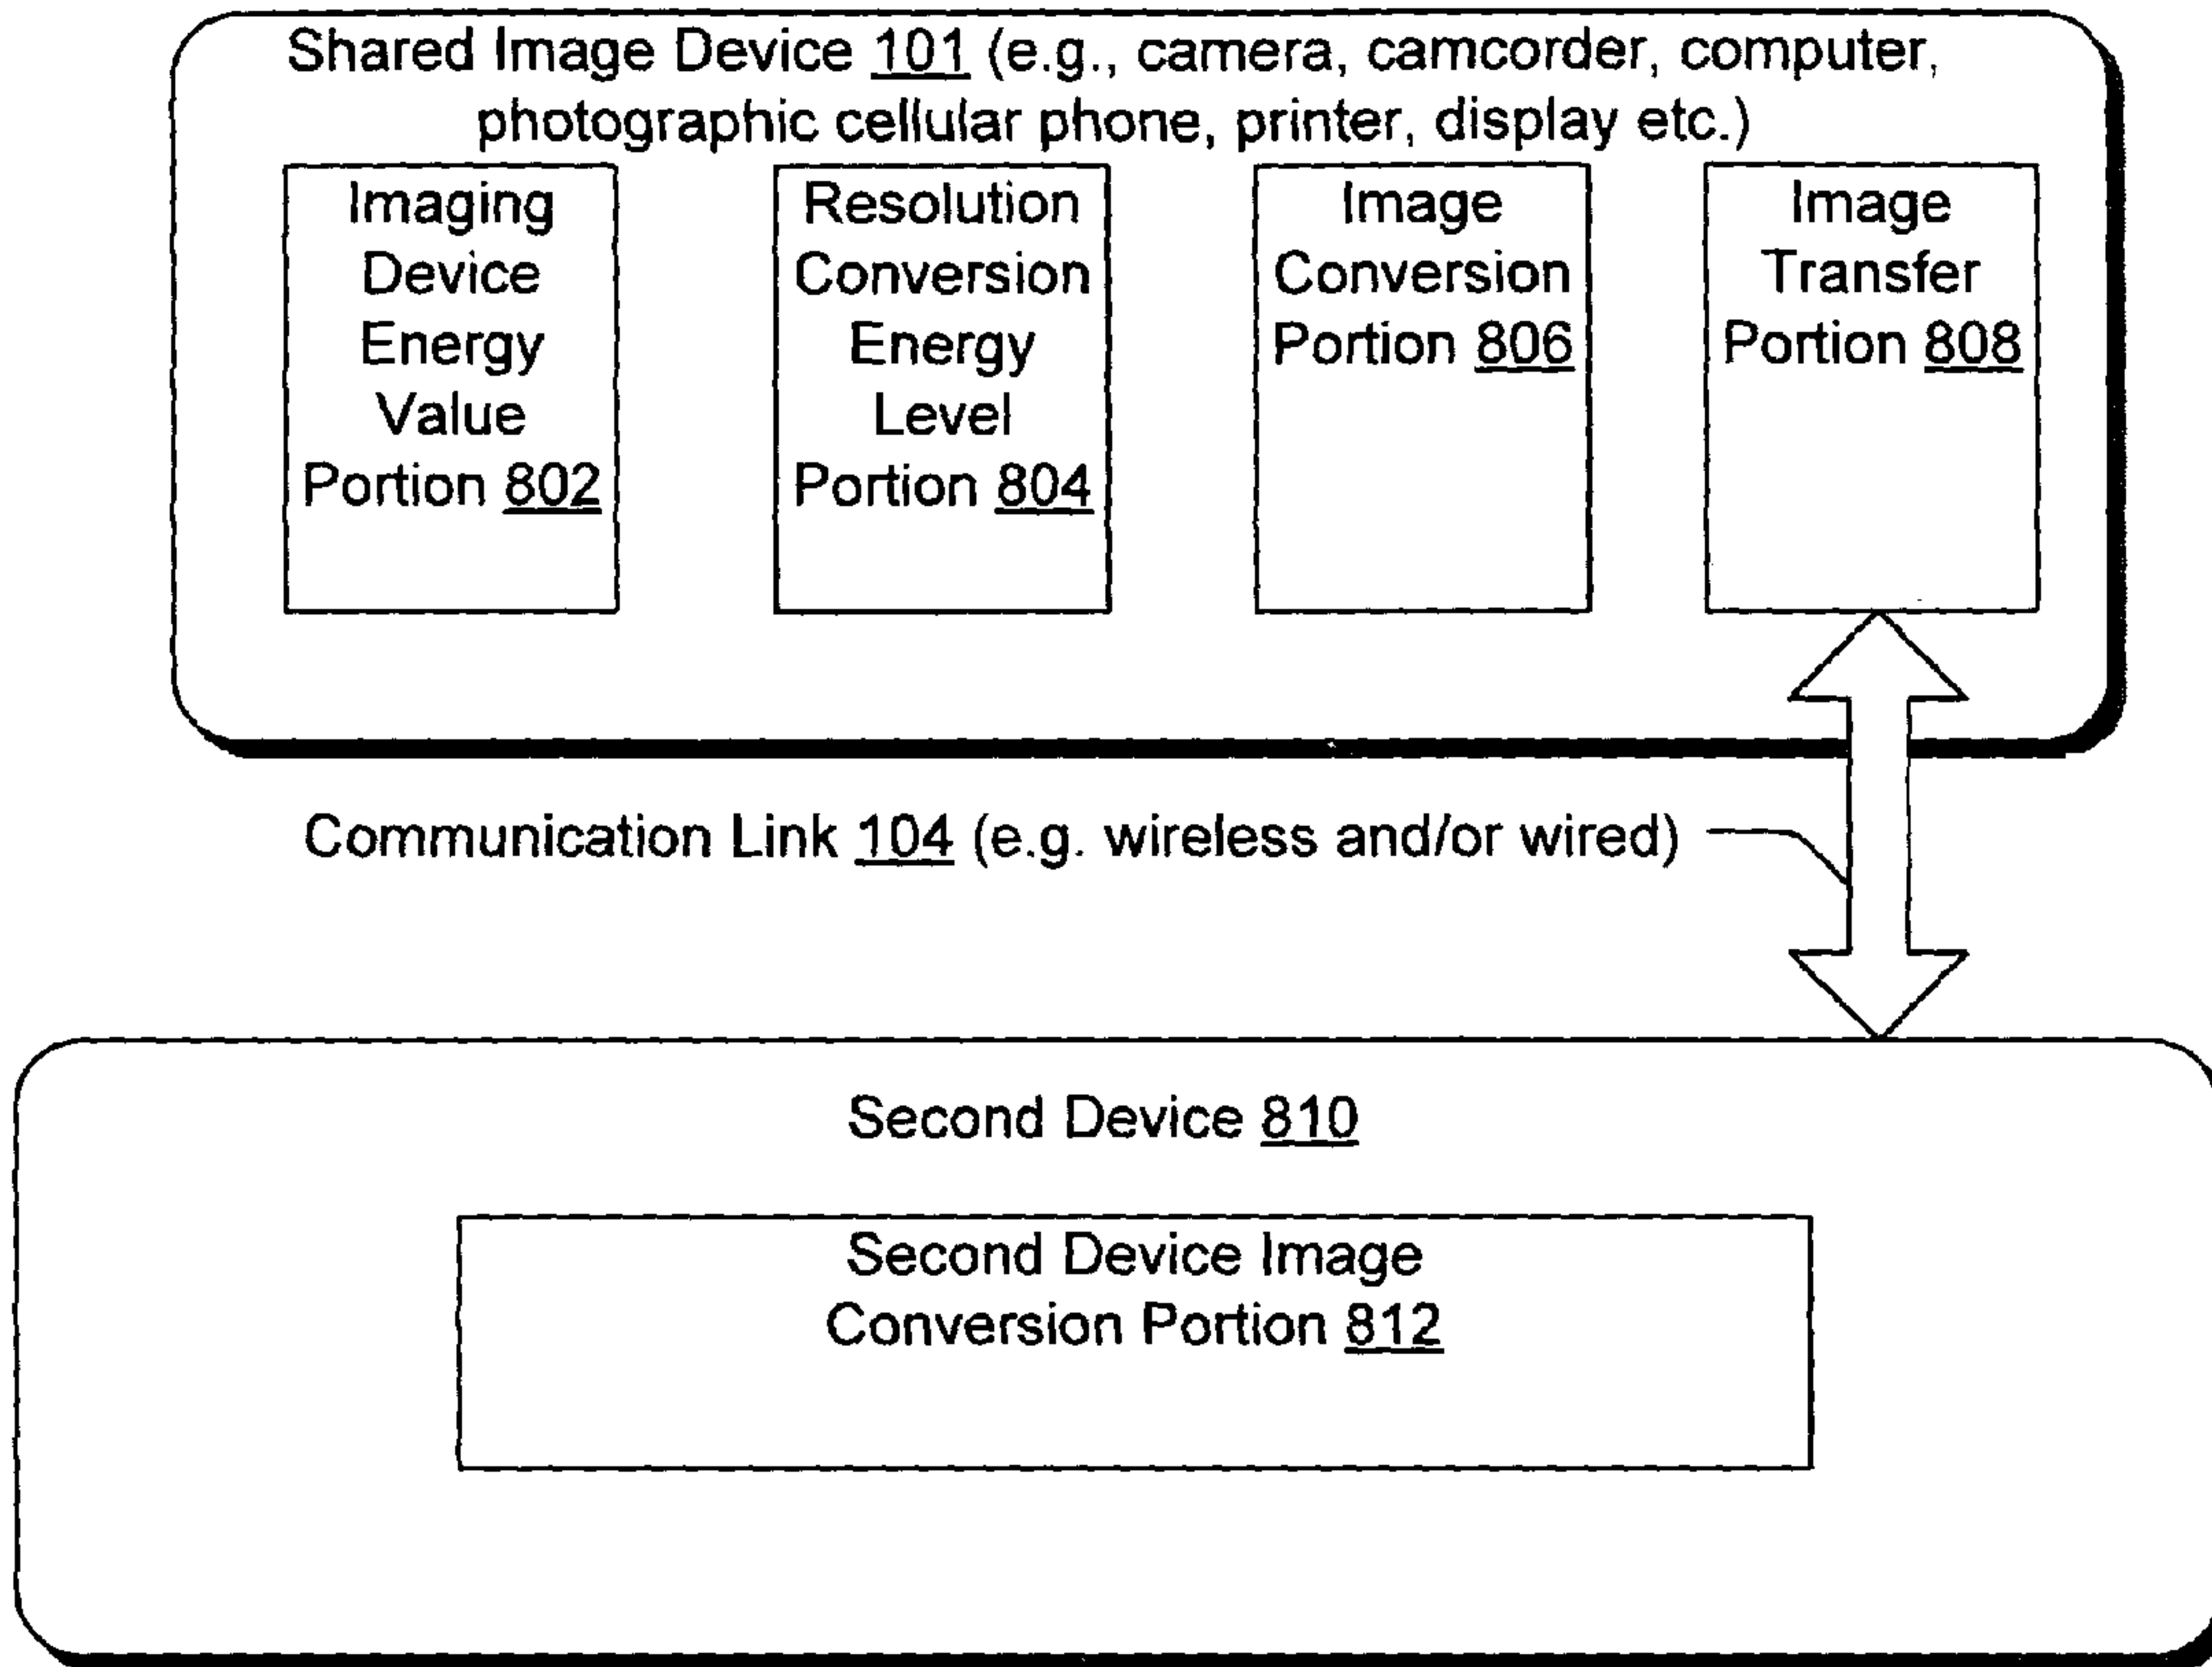 Shared Image Device 101 (e.g., camera, camcorder, computer,
photographic cellular phone, printer, display etc.)
Imaging
Device
Energy
Value
Portion 802
Resolution
Conversion
Energy
Level
Portion 804
Image
Conversion
Portion 806
Image
Transfer
Portion 808
Communication Link 104 (e.g. wireless and/or wired)
Second Device 810
Second Device Image
Conversion Portion 812